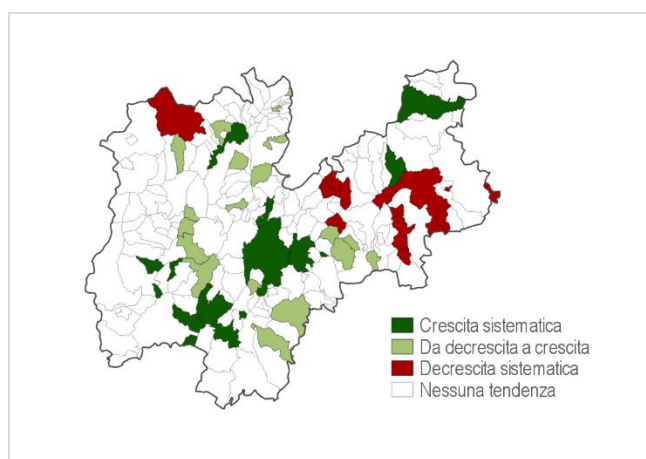 Crescita sistematica
Da decrescita a crescita
Decrescita sistematica
Nessuna tendenza